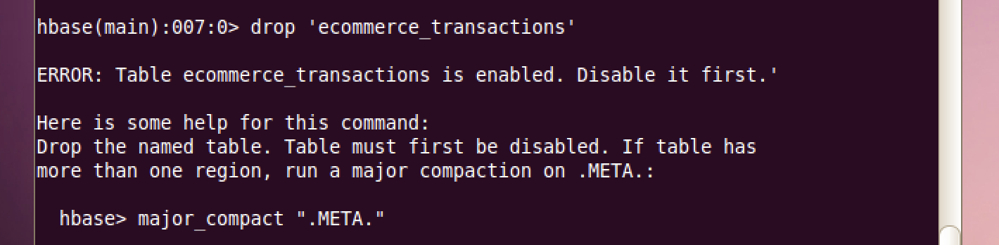 hbase(main):007:0> drop 'ecommerce_transactions'
ERROR: Table ecommerce_transactions is enabled. Disable it first.'
Here is some help for this command:
Drop the named table. Table must first be disabled. If table has
more than one region, run a major compaction on .META.:
hbase> major_compact ".META."